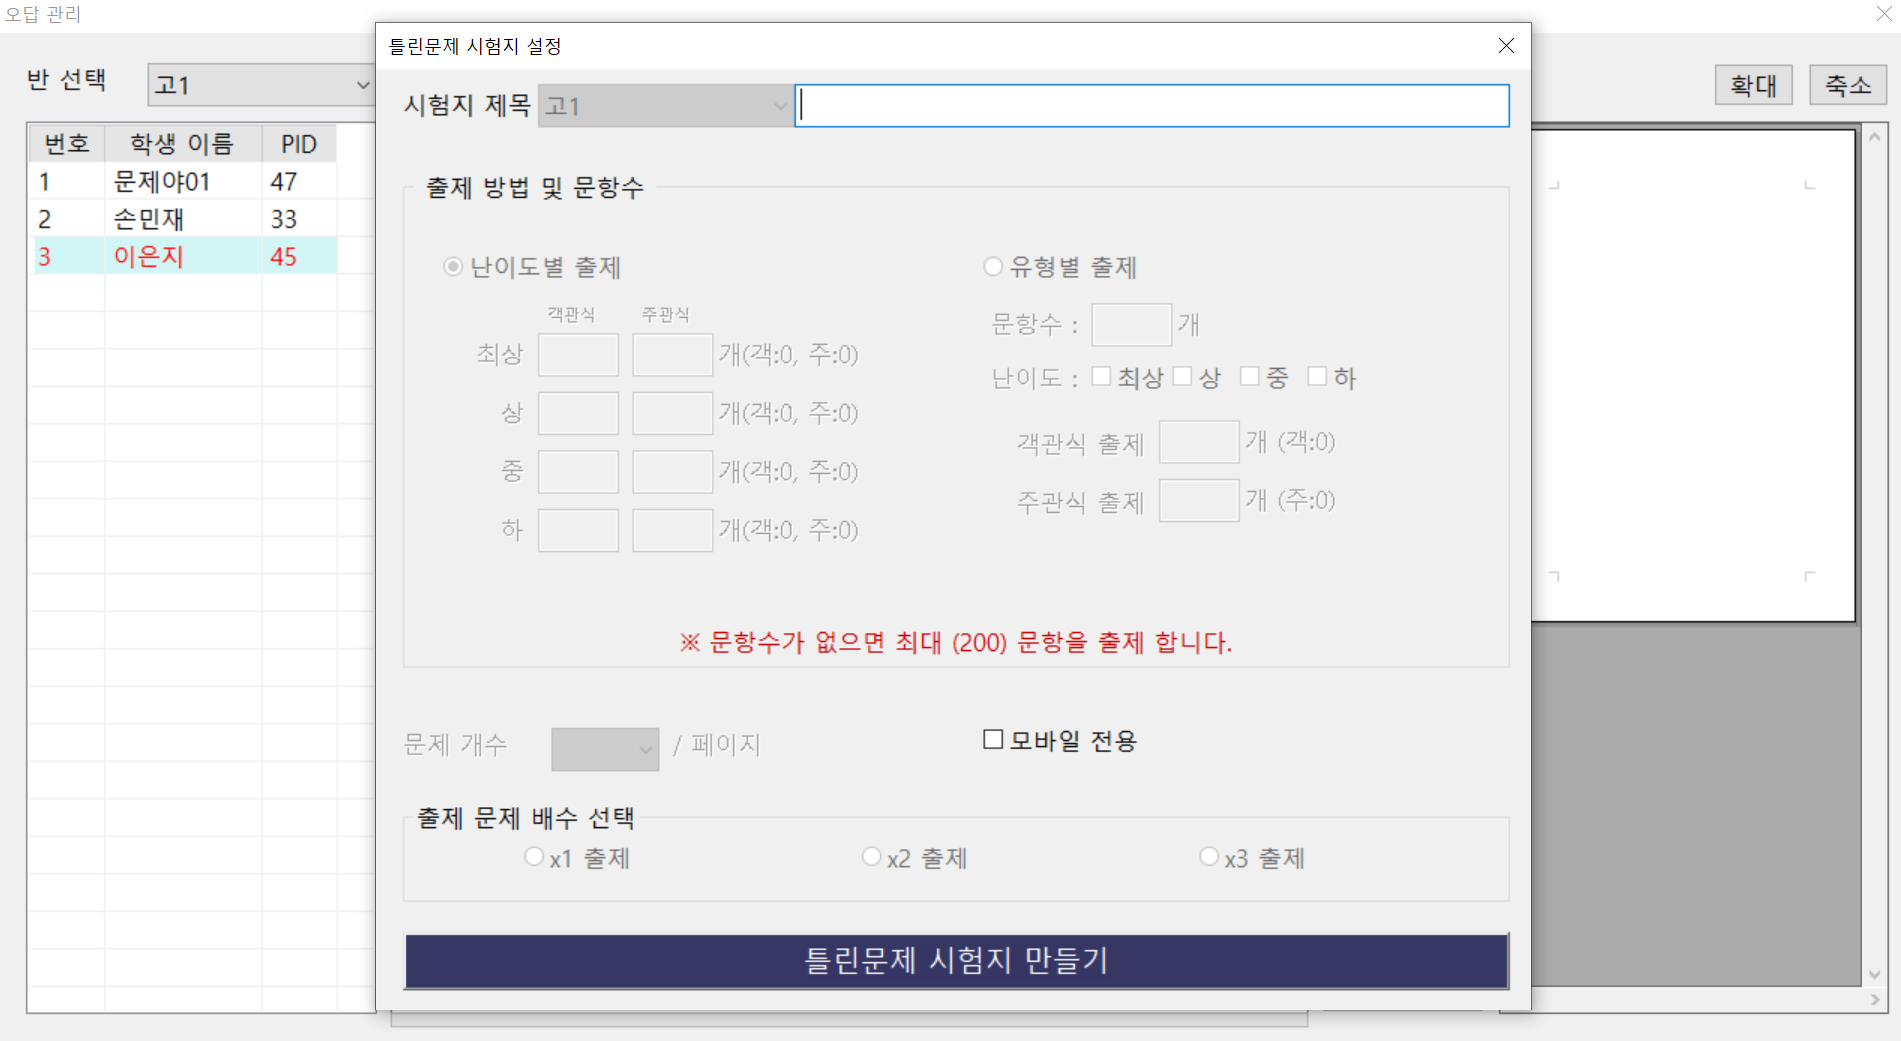 오답 관리
틀린문제 시험지 설정
반 선택
고1
확대
축소
시험지 제목
고1
번호 학생 이름 PID
1 문제야01 47
2 손민재 33
3 이은지 45
출제 방법 및 문항수
난이도별 출제
객관식 주관식
최상 개(객:0, 주:0)
상 개(객:0, 주:0)
중 개(객:0, 주:0)
하 개(객:0, 주:0)
유형별 출제
문항수 : 개
난이도 : 최상 상 중 하
객관식 출제 개 (객:0)
주관식 출제 개 (주:0)
※ 문항수가 없으면 최대 (200) 문항을 출제 합니다.
문제 개수 / 페이지
모바일 전용
출제 문제 배수 선택
x1 출제 x2 출제 x3 출제
틀린문제 시험지 만들기